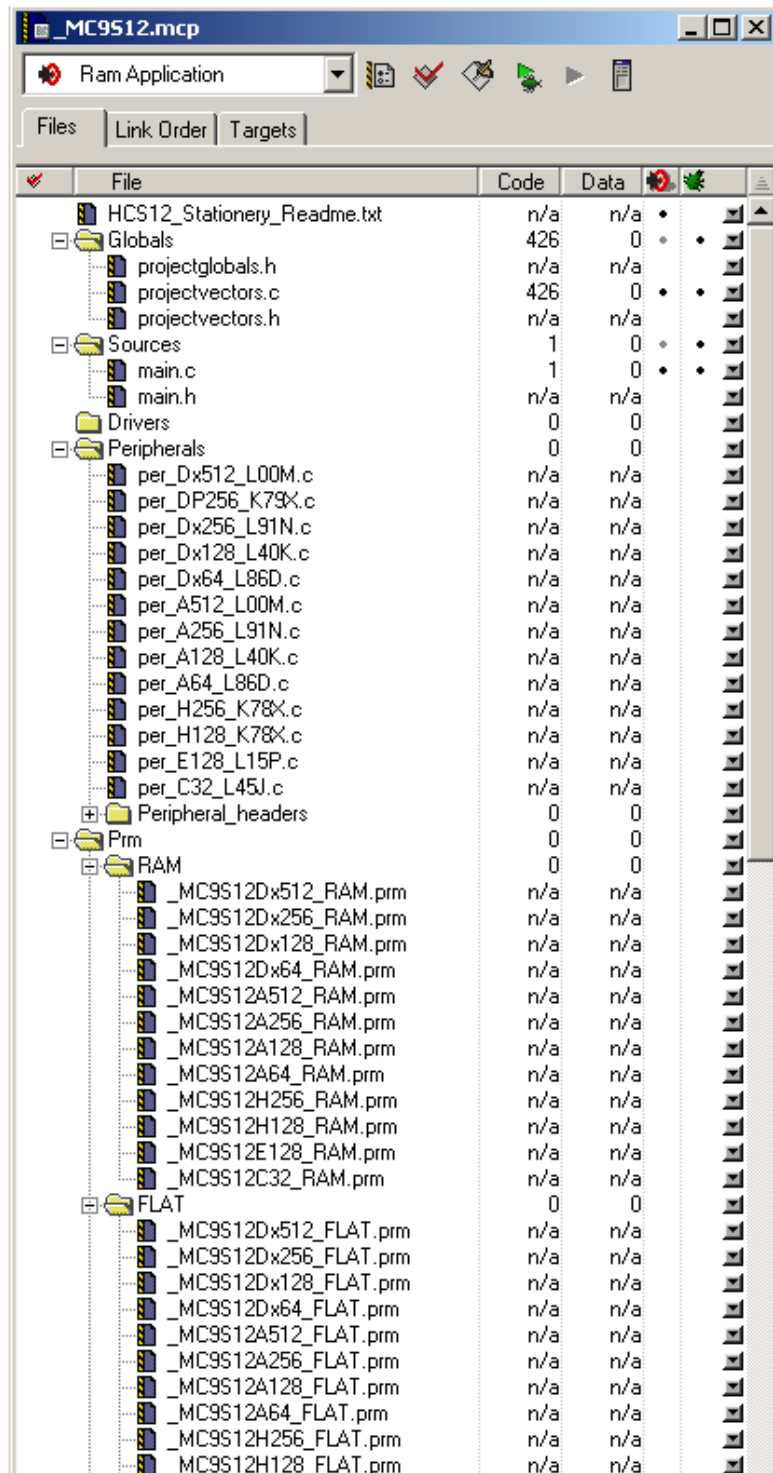 _MC9S12.mcp
Ram Application
Files Link Order Targets
File Code Data
HCS12_Stationery_Readme.txt n/a n/a
Globals 426 0
projectglobals.h n/a n/a
projectvectors.c 426 0
projectvectors.h n/a n/a
Sources 1 0
main.c 1 0
main.h n/a n/a
Drivers 0 0
Peripherals 0 0
per_Dx512_L00M.c n/a n/a
per_DP256_K79X.c n/a n/a
per_Dx256_L91N.c n/a n/a
per_Dx128_L40K.c n/a n/a
per_Dx64_L86D.c n/a n/a
per_A512_L00M.c n/a n/a
per_A256_L91N.c n/a n/a
per_A128_L40K.c n/a n/a
per_A64_L86D.c n/a n/a
per_H256_K78X.c n/a n/a
per_H128_K78X.c n/a n/a
per_E128_L15P.c n/a n/a
per_C32_L45J.c n/a n/a
Peripheral_headers 0 0
Prm 0 0
RAM 0 0
_MC9S12Dx512_RAM.prm n/a n/a
_MC9S12Dx256_RAM.prm n/a n/a
_MC9S12Dx128_RAM.prm n/a n/a
_MC9S12Dx64_RAM.prm n/a n/a
_MC9S12A512_RAM.prm n/a n/a
_MC9S12A256_RAM.prm n/a n/a
_MC9S12A128_RAM.prm n/a n/a
_MC9S12A64_RAM.prm n/a n/a
_MC9S12H256_RAM.prm n/a n/a
_MC9S12H128_RAM.prm n/a n/a
_MC9S12E128_RAM.prm n/a n/a
_MC9S12C32_RAM.prm n/a n/a
FLAT 0 0
_MC9S12Dx512_FLAT.prm n/a n/a
_MC9S12Dx256_FLAT.prm n/a n/a
_MC9S12Dx128_FLAT.prm n/a n/a
_MC9S12Dx64_FLAT.prm n/a n/a
_MC9S12A512_FLAT.prm n/a n/a
_MC9S12A256_FLAT.prm n/a n/a
_MC9S12A128_FLAT.prm n/a n/a
_MC9S12A64_FLAT.prm n/a n/a
_MC9S12H256_FLAT.prm n/a n/a
_MC9S12H128_FLAT.prm n/a n/a